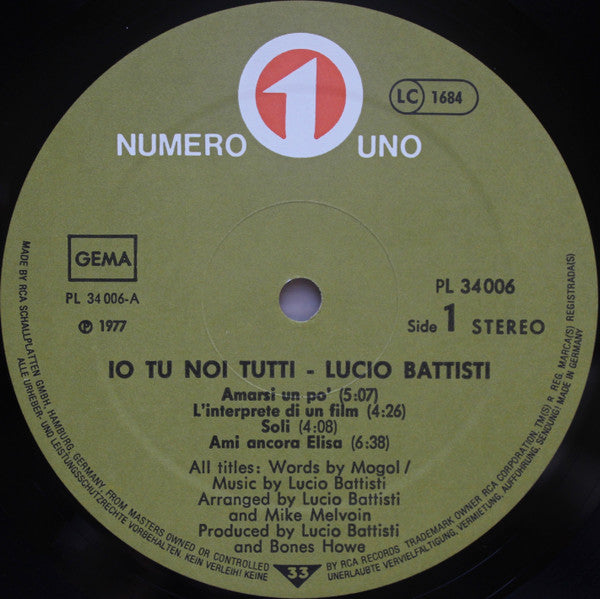 1
NUMERO UNO
LC 1684
GEMA
PL 34 006-A
℗ 1977
PL 34006
Side 1 STEREO
IO TU NOI TUTTI - LUCIO BATTISTI
Amarsi un po' (5:07)
L'interprete di un film (4:26)
Soli (4:08)
Ami ancora Elisa (6:38)
All titles: Words by Mogol /
Music by Lucio Battisti
Arranged by Lucio Battisti
and Mike Melvoin
Produced by Lucio Battisti
and Bones Howe
33
MADE BY RCA SCHALLPLATTEN GMBH, HAMBURG, GERMANY, FROM MASTERS OWNED OR CONTROLLED BY RCA RECORDS TRADEMARK OWNER RCA CORPORATION, TM(S) R REG. MARCA(S) REGISTRADA(S)
ALLE URHEBER- UND LEISTUNGSSCHUTZRECHTE VORBEHALTEN. KEIN VERLEIH! KEINE UNERLAUBTE VERVIELFÄLTIGUNG, VERMIETUNG, AUFFÜHRUNG, SENDUNG! MADE IN GERMANY